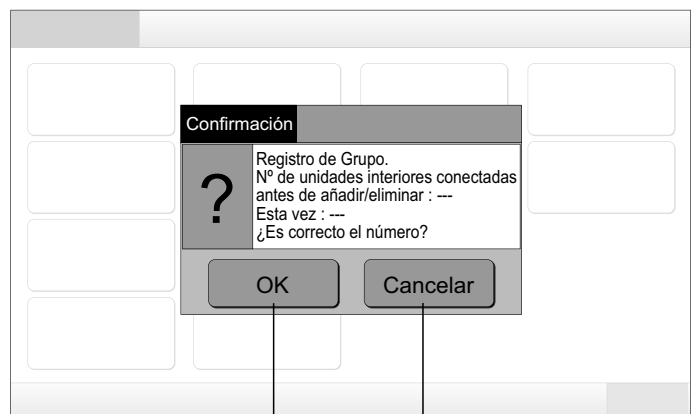 Confirmación
?
Registro de Grupo.
Nº de unidades interiores conectadas
antes de añadir/eliminar : ---
Esta vez : ---
¿Es correcto el número?
OK
Cancelar